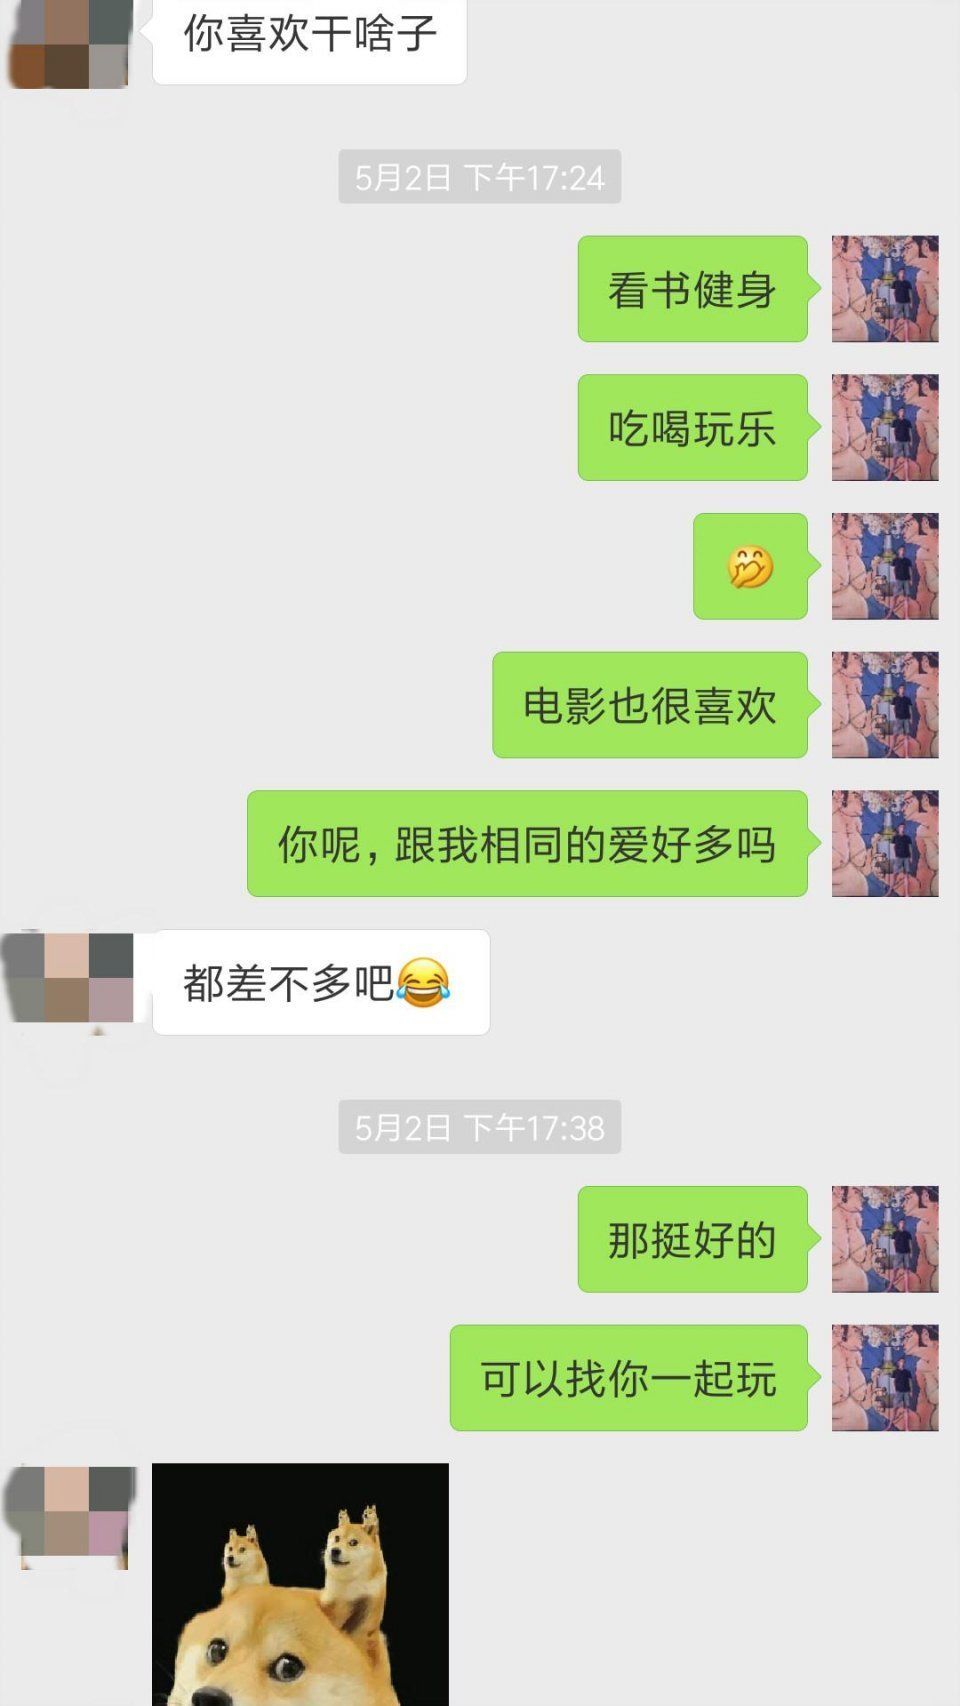 你喜欢干啥子
5月2日 下午17:24
看书健身
吃喝玩乐
🤭
电影也很喜欢
你呢,跟我相同的爱好多吗
都差不多吧😂
5月2日 下午17:38
那挺好的
可以找你一起玩